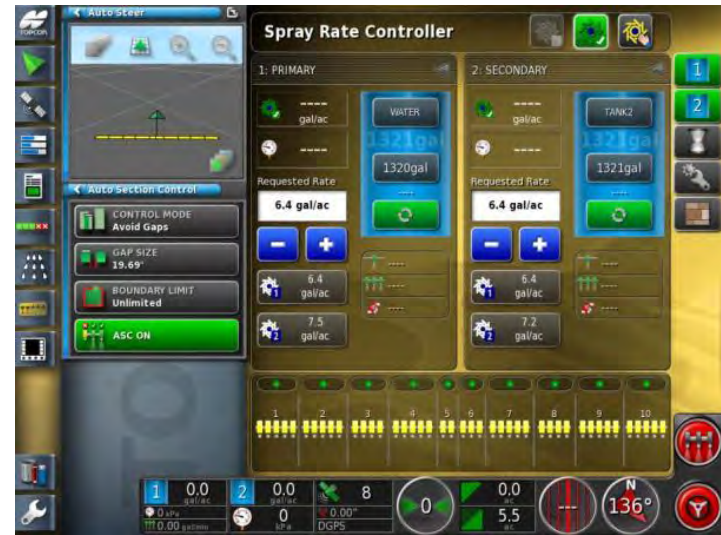 TOPCON
Auto Steer
Spray Rate Controller
1: PRIMARY
----
gal/ac
----
Requested Rate
6.4 gal/ac
6.4
gal/ac
7.5
gal/ac
WATER
1321gal
1320gal
----
----
----
----
2: SECONDARY
----
gal/ac
----
Requested Rate
6.4 gal/ac
6.4
gal/ac
7.2
gal/ac
TANK2
1321gal
1321gal
----
----
----
----
1
2
Auto Section Control
CONTROL MODE
Avoid Gaps
GAP SIZE
19.69"
BOUNDARY LIMIT
Unlimited
ASC ON
1 2 3 4 5 6 7 8 9 10
1 0.0
gal/ac
0 kPa
0.00 gal/min
2 0.0
gal/ac
0
kPa
8
0.00"
DGPS
0
0.0
ac
5.5
ac
---
N
136°